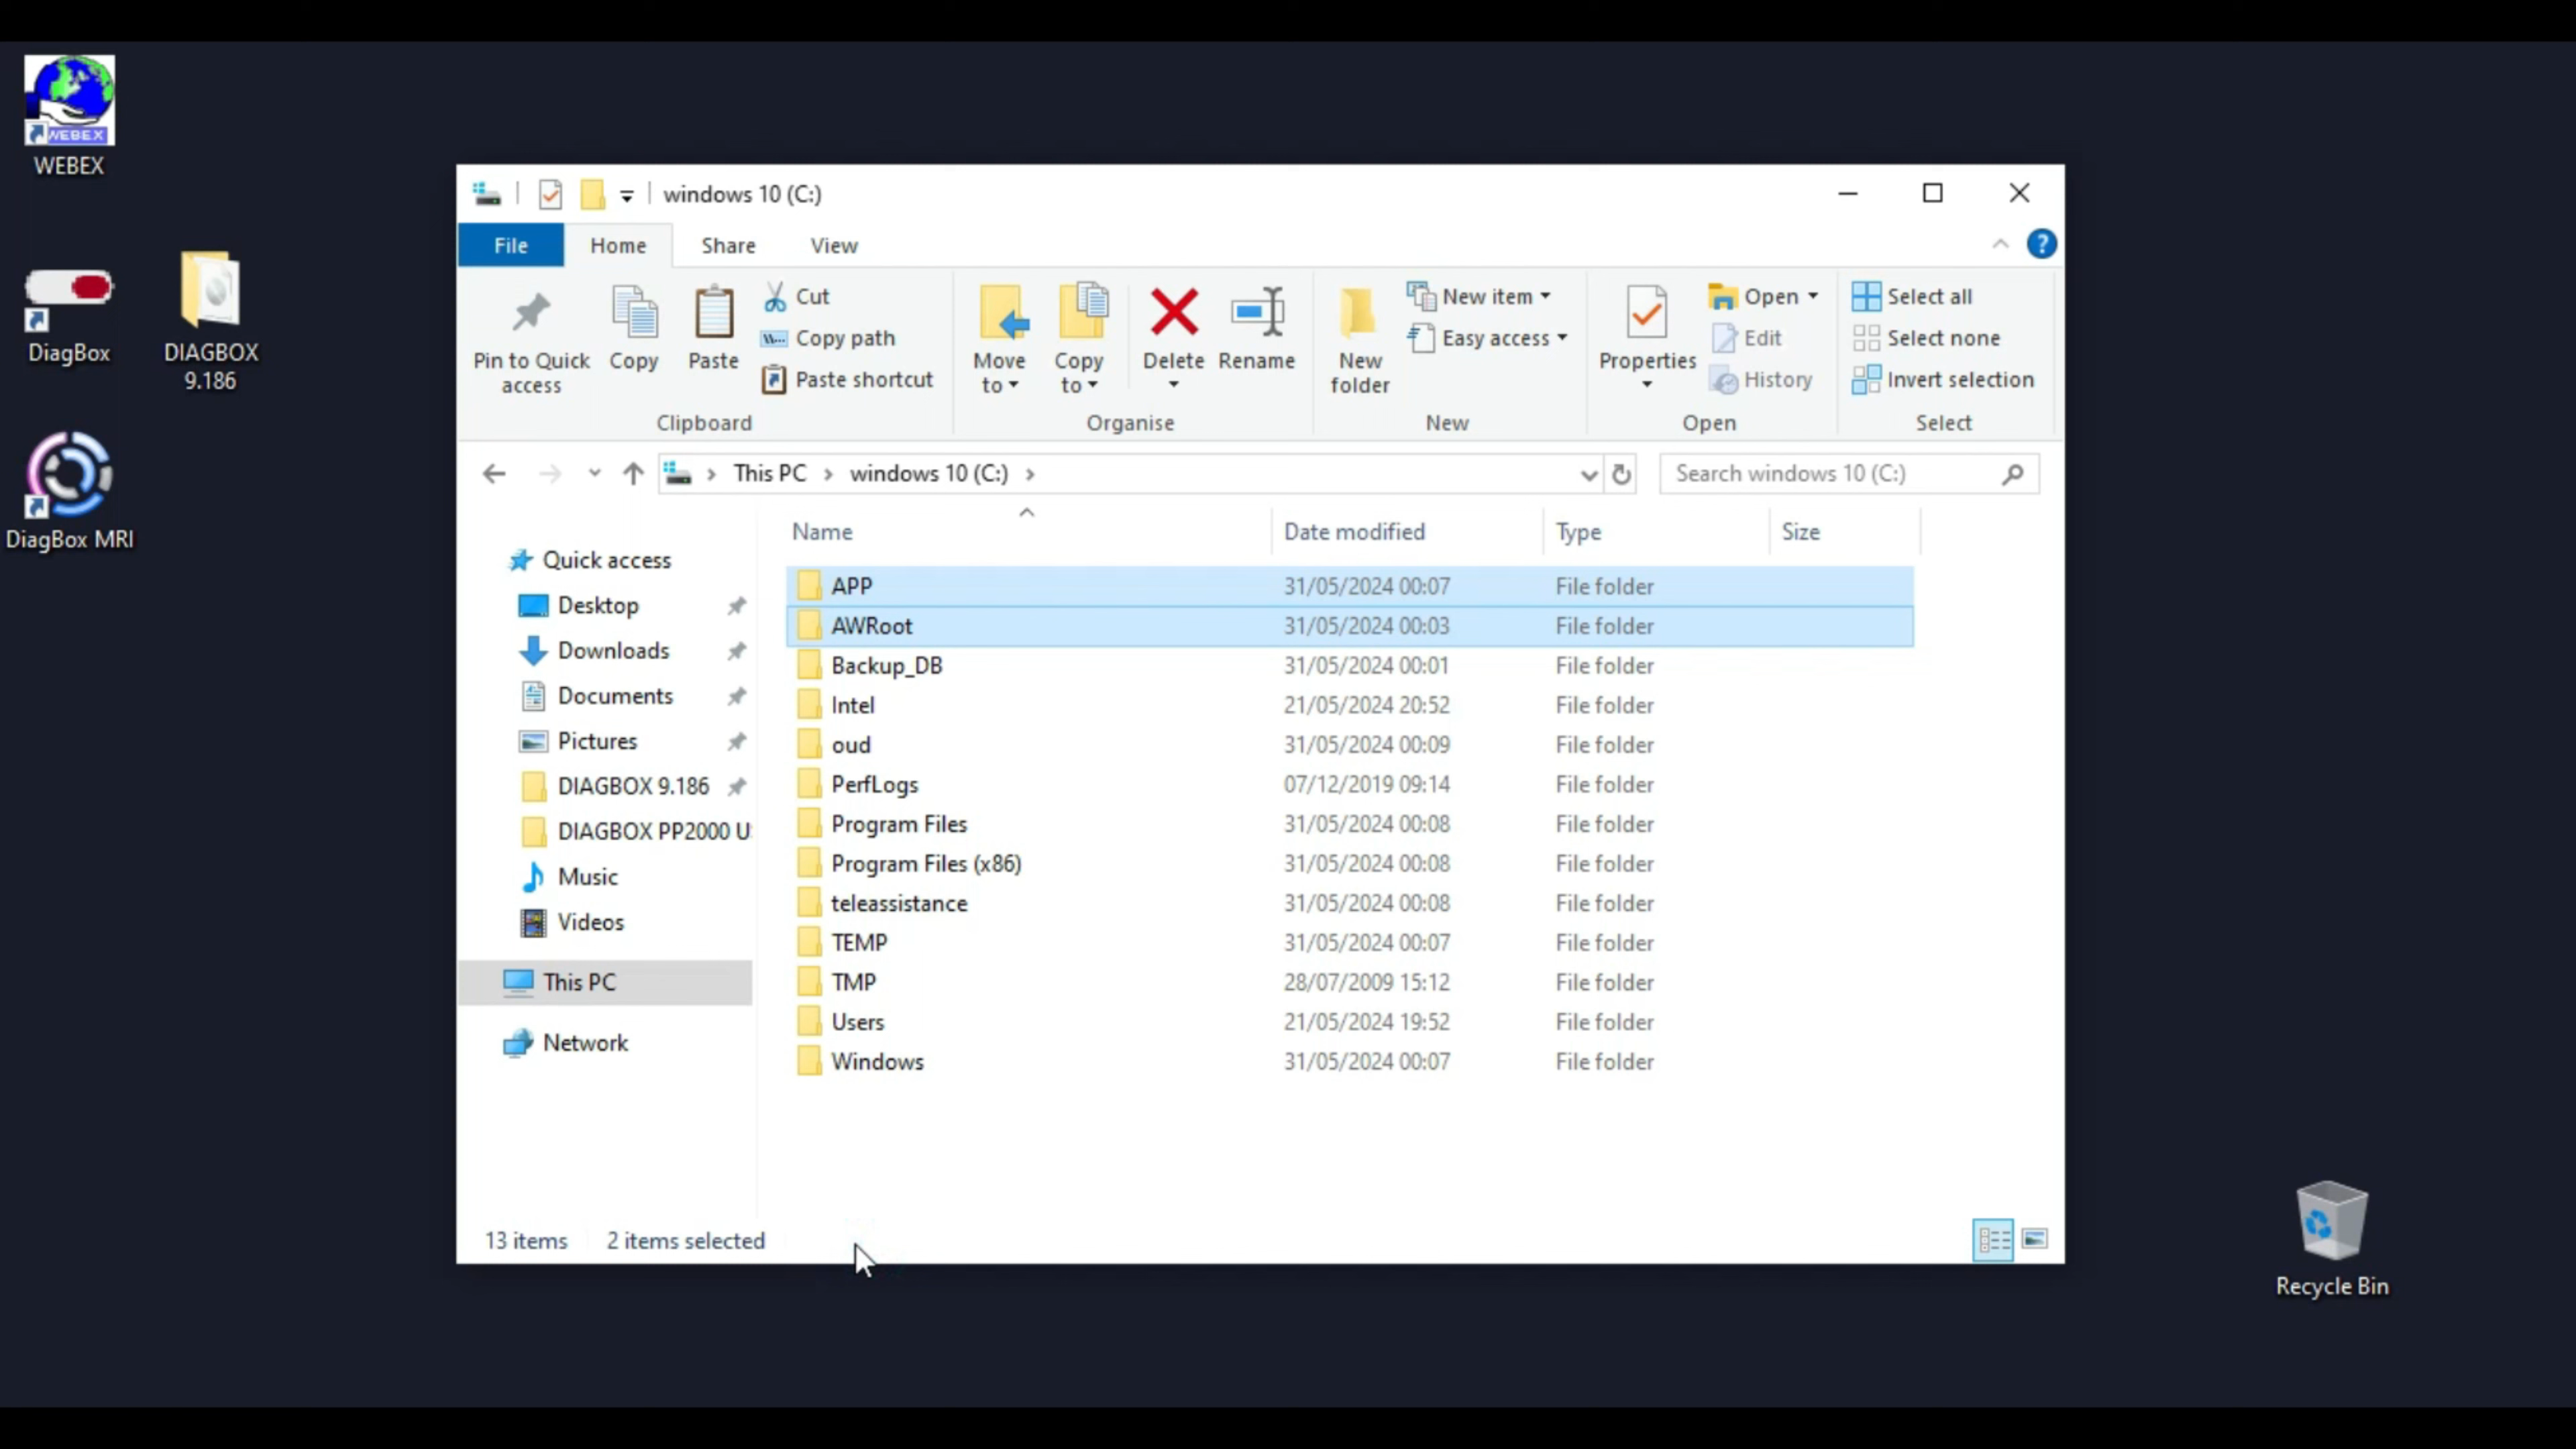 WEBEX
WEBEX
DiagBox
DIAGBOX
9.186
DiagBox MRI
windows 10 (C:)
File
Home
Share
View
?
Pin to Quick
access
Copy
Paste
Cut
Copy path
Paste shortcut
Clipboard
Move
to
Copy
to
Delete
Rename
Organise
New
folder
New item
Easy access
New
Properties
Open
Edit
History
Open
Select all
Select none
Invert selection
Select
This PC
windows 10 (C:)
Search windows 10 (C:)
Quick access
Desktop
Downloads
Documents
Pictures
DIAGBOX 9.186
DIAGBOX PP2000 U
Music
Videos
This PC
Network
Name Date modified Type Size
APP 31/05/2024 00:07 File folder
AWRoot 31/05/2024 00:03 File folder
Backup_DB 31/05/2024 00:01 File folder
Intel 21/05/2024 20:52 File folder
oud 31/05/2024 00:09 File folder
PerfLogs 07/12/2019 09:14 File folder
Program Files 31/05/2024 00:08 File folder
Program Files (x86) 31/05/2024 00:08 File folder
teleassistance 31/05/2024 00:08 File folder
TEMP 31/05/2024 00:07 File folder
TMP 28/07/2009 15:12 File folder
Users 21/05/2024 19:52 File folder
Windows 31/05/2024 00:07 File folder
13 items 2 items selected
Recycle Bin